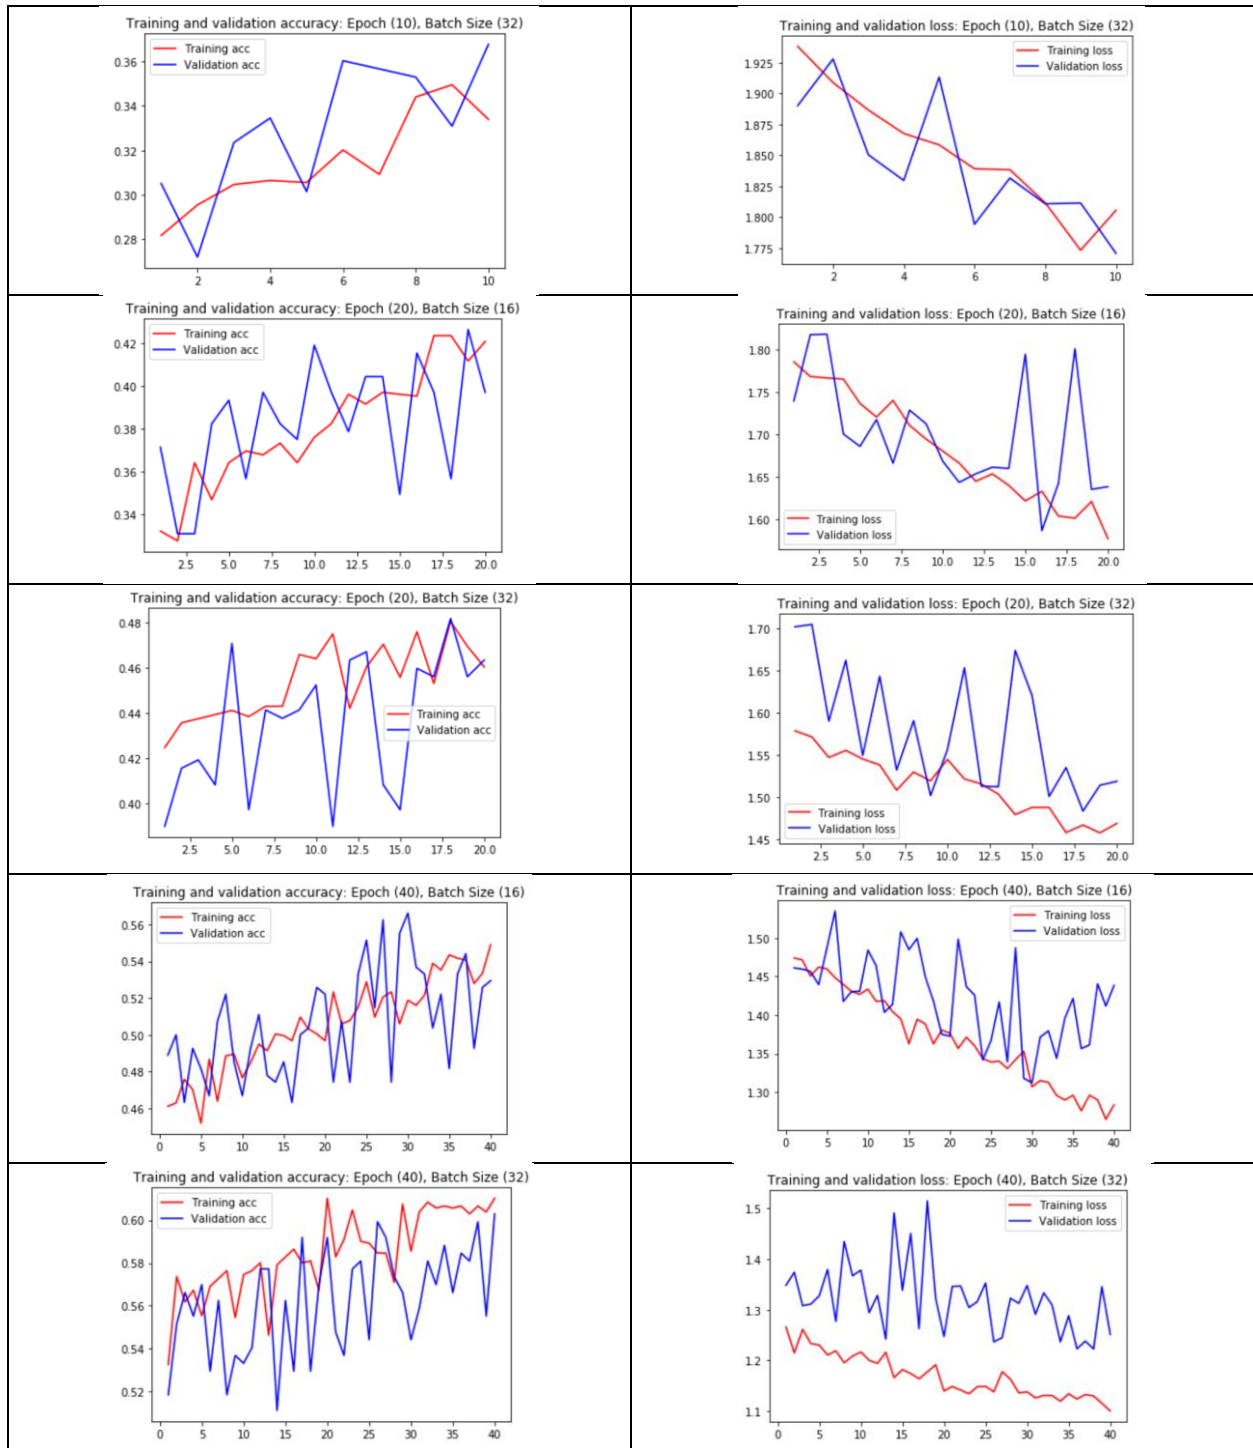 Training and validation accuracy: Epoch (10), Batch Size (32)
Training acc
Validation acc
0.36
0.34
0.32
0.30
0.28
2 4 6 8 10
Training and validation loss: Epoch (10), Batch Size (32)
Training loss
Validation loss
1.925
1.900
1.875
1.850
1.825
1.800
1.775
2 4 6 8 10
Training and validation accuracy: Epoch (20), Batch Size (16)
Training acc
Validation acc
0.42
0.40
0.38
0.36
0.34
2.5 5.0 7.5 10.0 12.5 15.0 17.5 20.0
Training and validation loss: Epoch (20), Batch Size (16)
1.80
1.75
1.70
1.65
1.60
Training loss
Validation loss
2.5 5.0 7.5 10.0 12.5 15.0 17.5 20.0
Training and validation accuracy: Epoch (20), Batch Size (32)
0.48
0.46
0.44
0.42
0.40
Training acc
Validation acc
2.5 5.0 7.5 10.0 12.5 15.0 17.5 20.0
Training and validation loss: Epoch (20), Batch Size (32)
1.70
1.65
1.60
1.55
1.50
1.45
Training loss
Validation loss
2.5 5.0 7.5 10.0 12.5 15.0 17.5 20.0
Training and validation accuracy: Epoch (40), Batch Size (16)
Training acc
Validation acc
0.56
0.54
0.52
0.50
0.48
0.46
0 5 10 15 20 25 30 35 40
Training and validation loss: Epoch (40), Batch Size (16)
Training loss
Validation loss
1.50
1.45
1.40
1.35
1.30
0 5 10 15 20 25 30 35 40
Training and validation accuracy: Epoch (40), Batch Size (32)
Training acc
Validation acc
0.60
0.58
0.56
0.54
0.52
0 5 10 15 20 25 30 35 40
Training and validation loss: Epoch (40), Batch Size (32)
Training loss
Validation loss
1.5
1.4
1.3
1.2
1.1
0 5 10 15 20 25 30 35 40